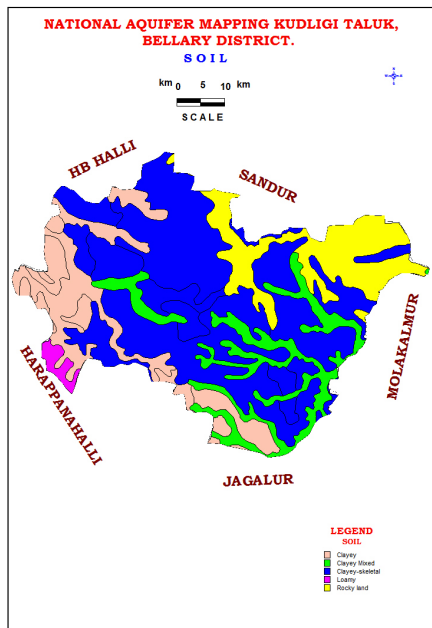 NATIONAL AQUIFER MAPPING KUDLIGI TALUK,
BELLARY DISTRICT.
SOIL
km 0 5 10 km
SCALE
HB HALLI
SANDUR
MOLAKALMUR
HARAPPANAHALLI
JAGALUR
LEGEND
SOIL
Clayey
Clayey Mixed
Clayey-skeletal
Loamy
Rocky land